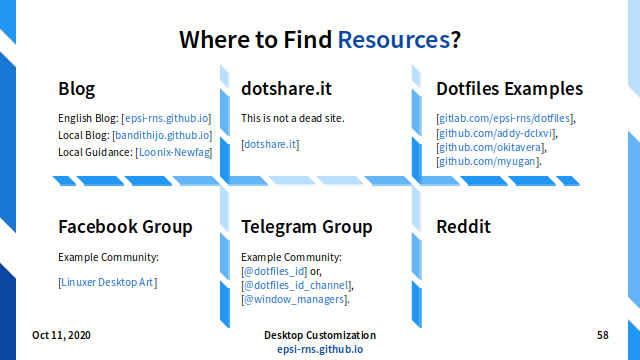 Where to Find Resources?
Blog
English Blog: [epsi-rns.github.io]
Local Blog: [bandithijo.github.io]
Local Guidance: [Loonix-Newfag]
dotshare.it
This is not a dead site.
[dotshare.it]
Dotfiles Examples
[gitlab.com/epsi-rns/dotfiles],
[github.com/addy-dclxvi],
[github.com/okitavera],
[github.com/myugan].
Facebook Group
Example Community:
[Linuxer Desktop Art]
Telegram Group
Example Community:
[@dotfiles_id] or,
[@dotfiles_id_channel],
[@window_managers].
Reddit
Oct 11, 2020
Desktop Customization
epsi-rns.github.io
58